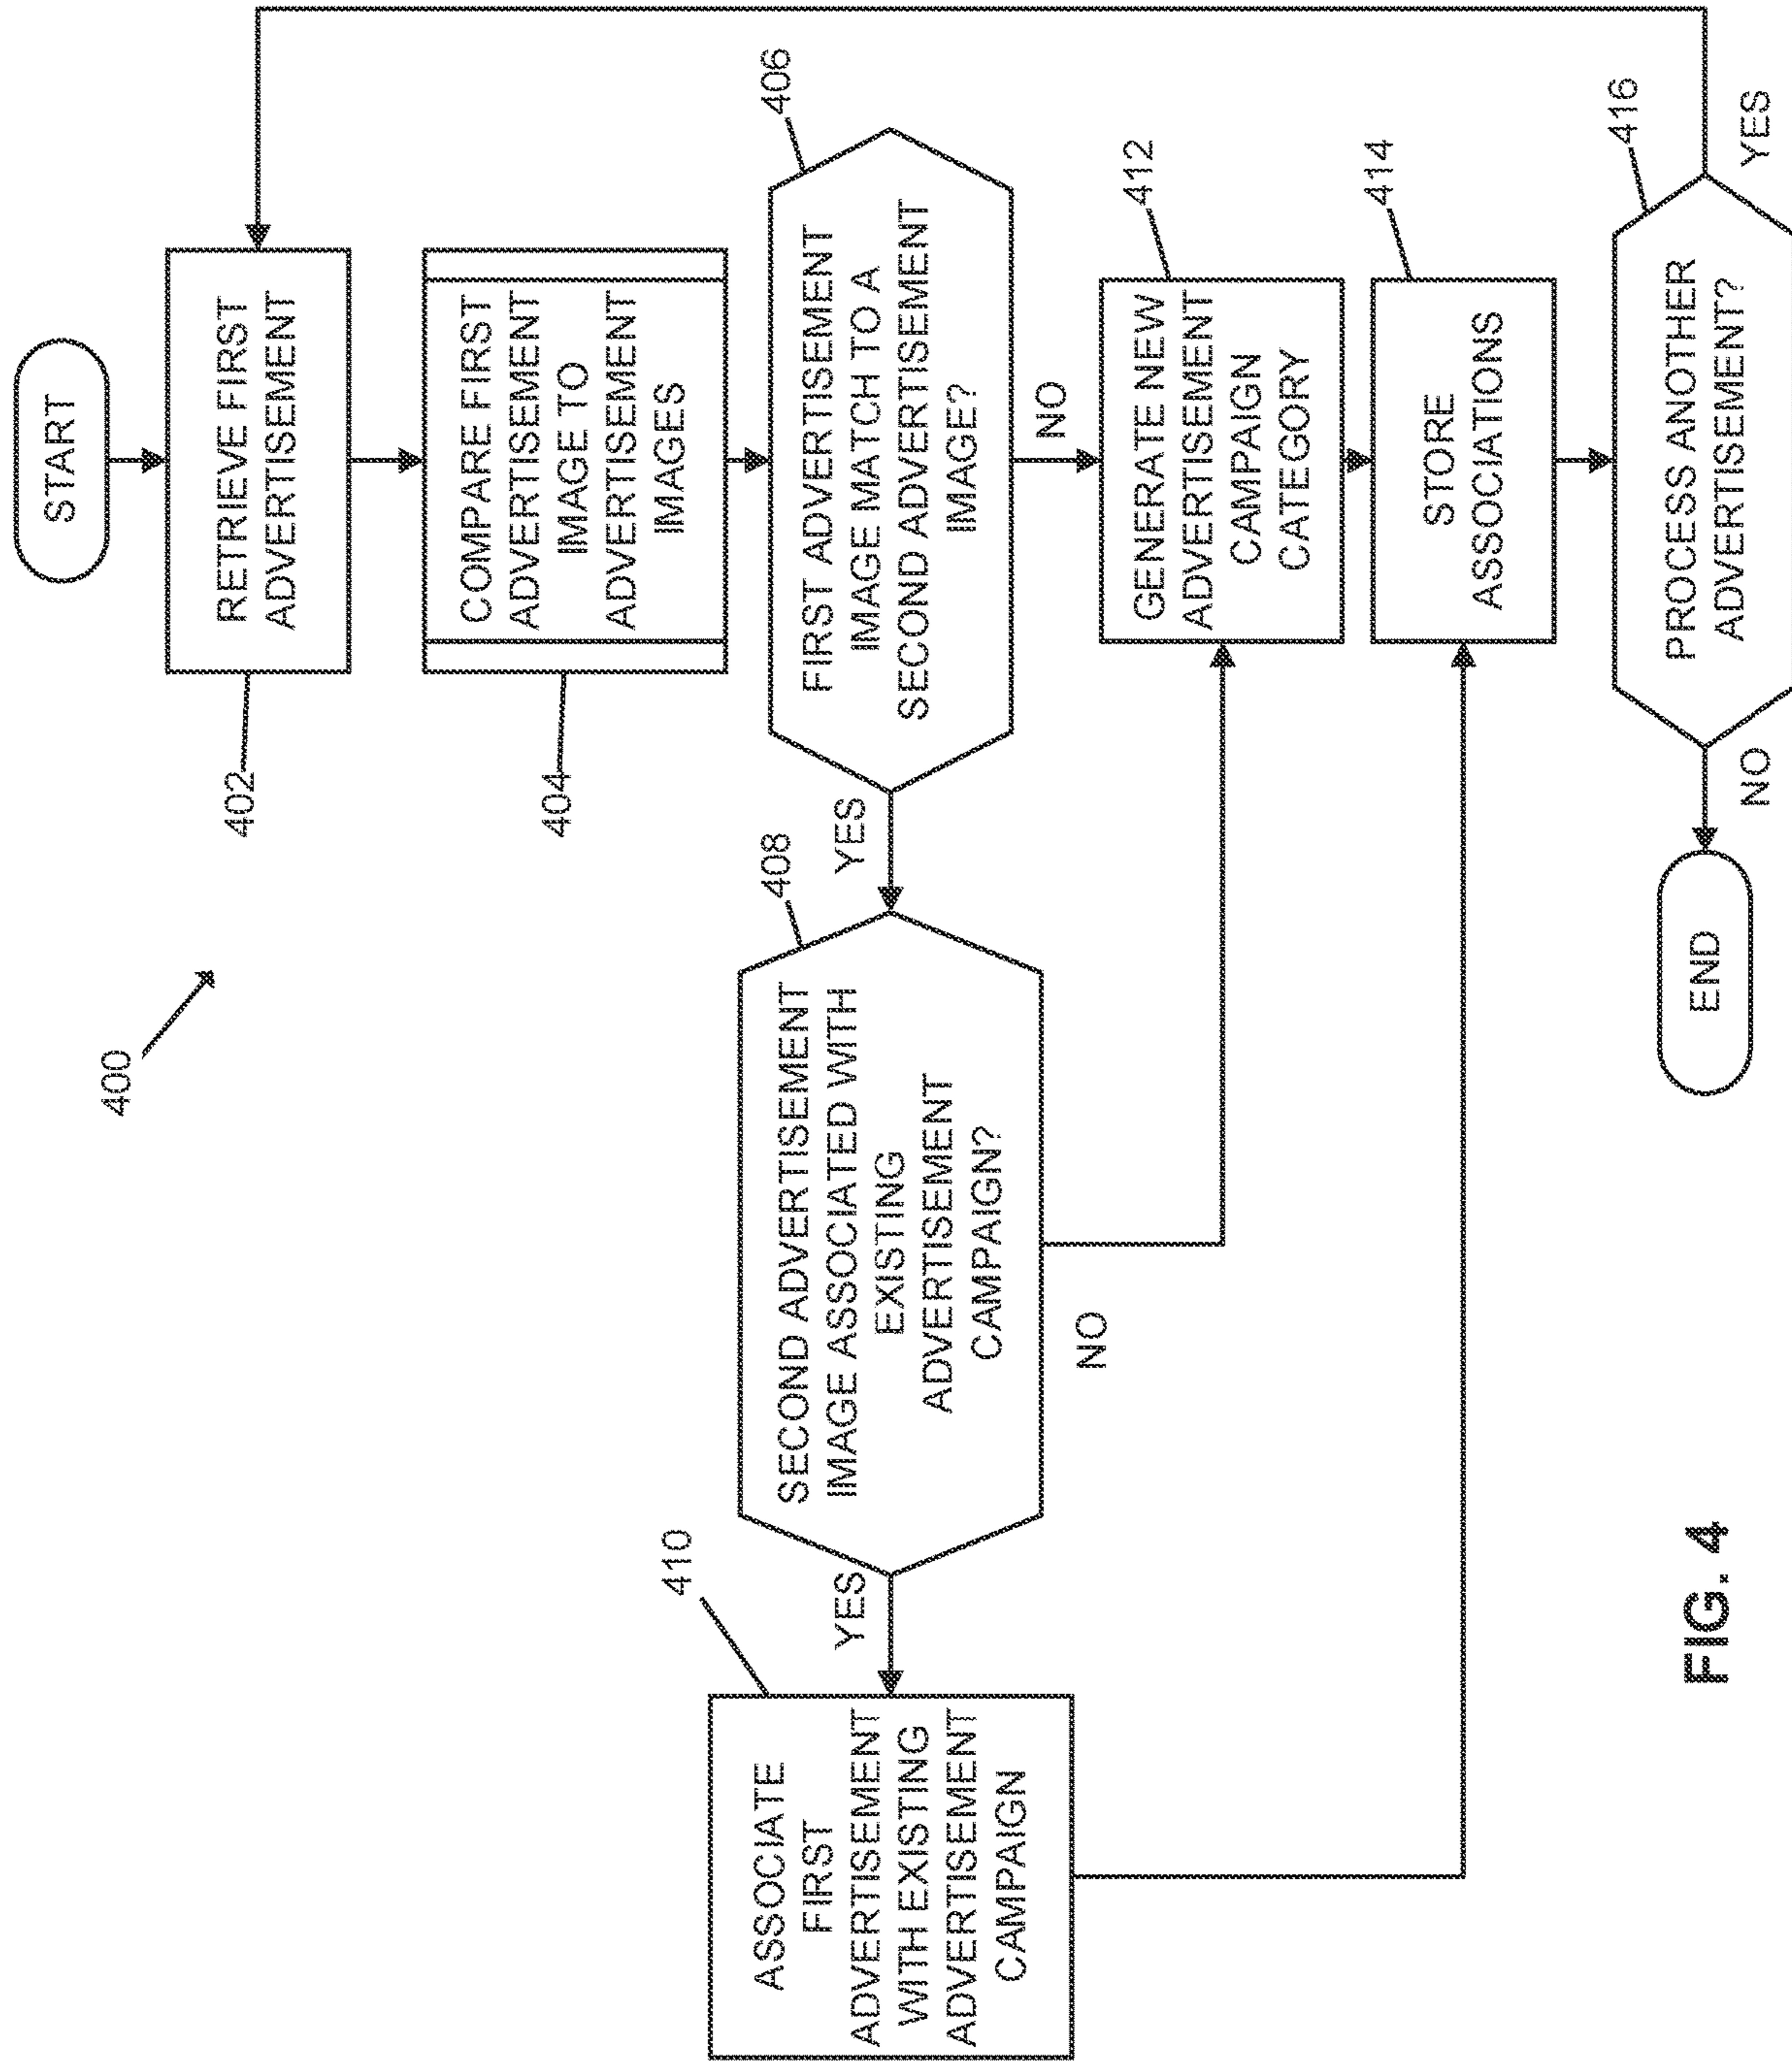 400
START
RETRIEVE FIRST
ADVERTISEMENT
402
COMPARE FIRST
ADVERTISEMENT
IMAGE TO
ADVERTISEMENT
IMAGES
404
FIRST ADVERTISEMENT
IMAGE MATCH TO A
SECOND ADVERTISEMENT
IMAGE?
406
YES
NO
SECOND ADVERTISEMENT
IMAGE ASSOCIATED WITH
EXISTING
ADVERTISEMENT
CAMPAIGN?
408
YES
NO
ASSOCIATE
FIRST
ADVERTISEMENT
WITH EXISTING
ADVERTISEMENT
CAMPAIGN
410
GENERATE NEW
ADVERTISEMENT
CAMPAIGN
CATEGORY
412
STORE
ASSOCIATIONS
414
PROCESS ANOTHER
ADVERTISEMENT?
416
YES
NO
END
FIG. 4